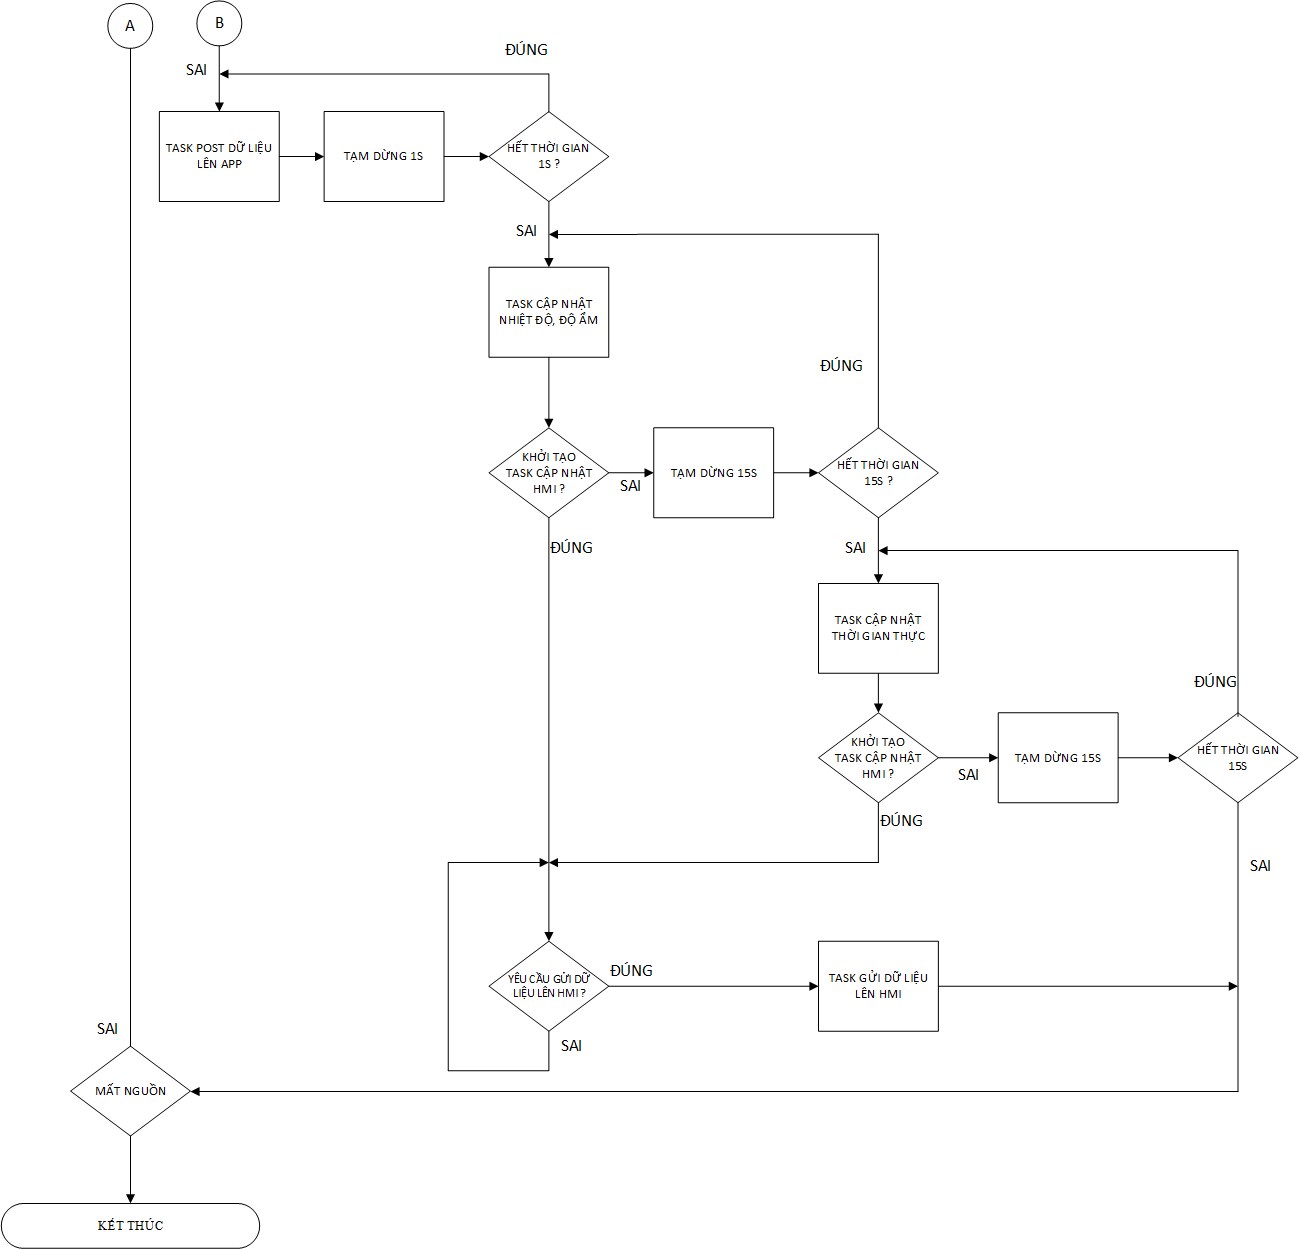 A
B
ĐÚNG
SAI
TASK POST DỮ LIỆU
LÊN APP
TẠM DỪNG 1S
HẾT THỜI GIAN
1S ?
SAI
TASK CẬP NHẬT
NHIỆT ĐỘ, ĐỘ ẨM
ĐÚNG
KHỞI TẠO
TASK CẬP NHẬT
HMI ?
SAI
TẠM DỪNG 15S
HẾT THỜI GIAN
15S ?
ĐÚNG
SAI
TASK CẬP NHẬT
THỜI GIAN THỰC
ĐÚNG
KHỞI TẠO
TASK CẬP NHẬT
HMI ?
SAI
TẠM DỪNG 15S
HẾT THỜI GIAN
15S
ĐÚNG
SAI
YÊU CẦU GỬI DỮ
LIỆU LÊN HMI ?
ĐÚNG
TASK GỬI DỮ LIỆU
LÊN HMI
SAI
SAI
MẤT NGUỒN
KẾT THÚC